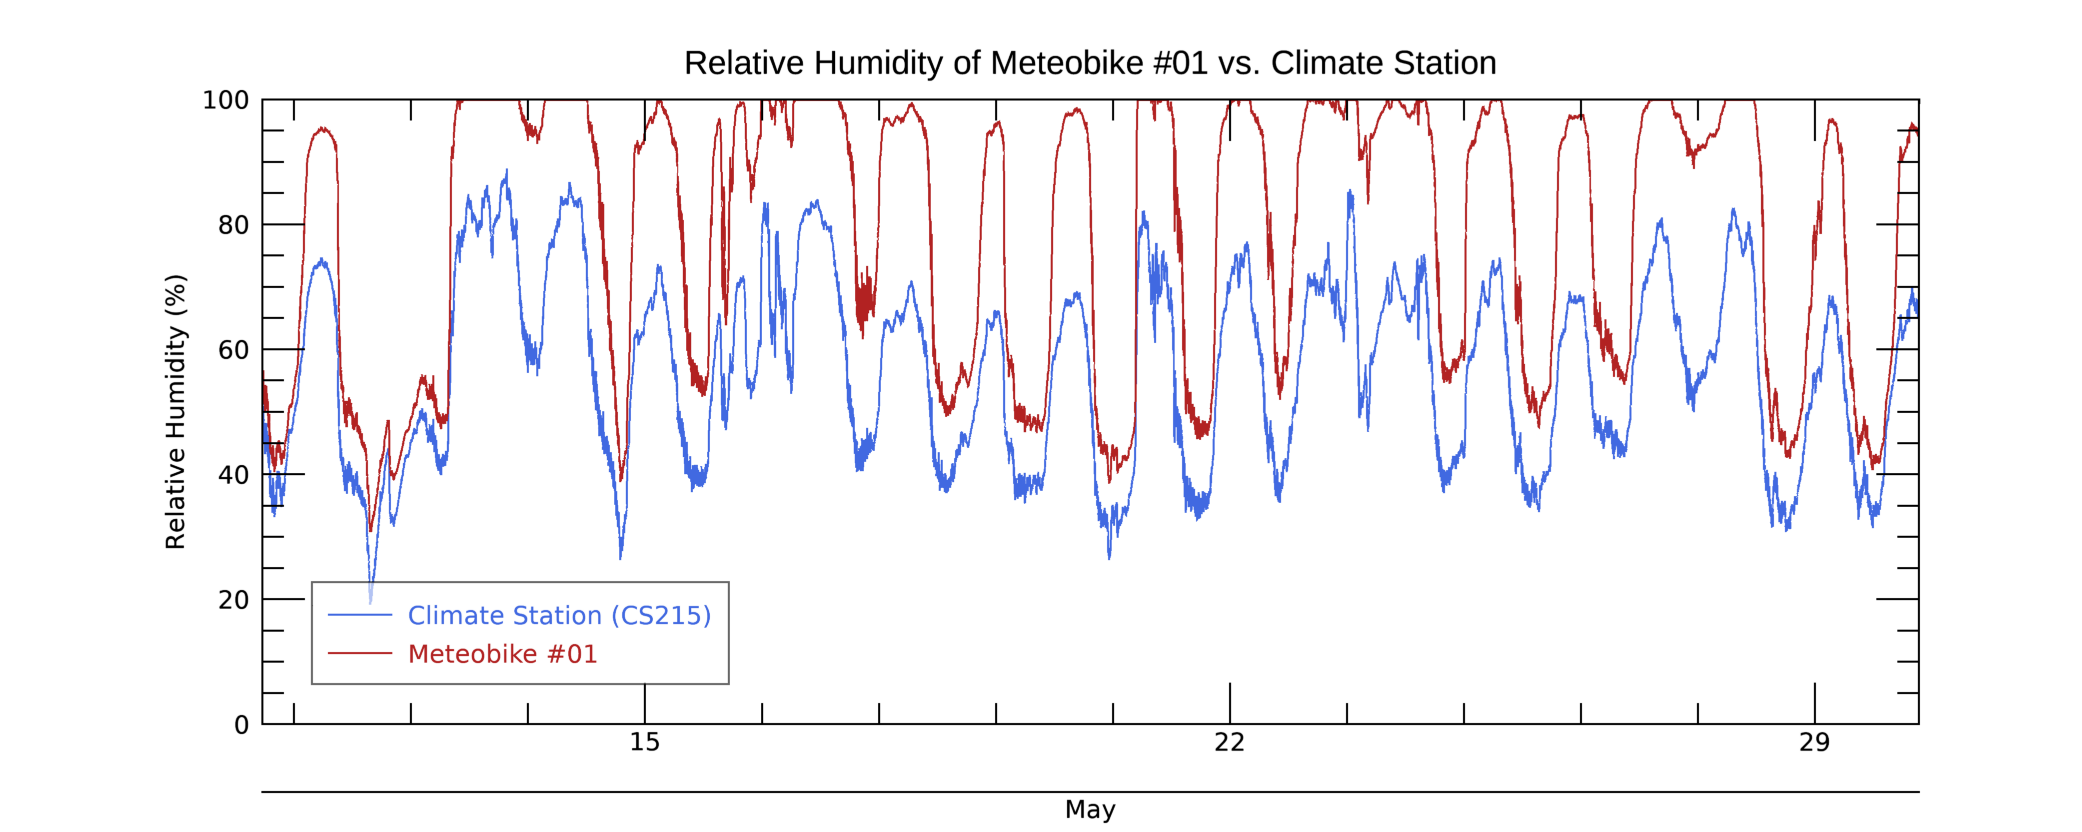 Relative Humidity of Meteobike #01 vs. Climate Station
Relative Humidity (%)
100
80
60
40
20
0
Climate Station (CS215)
Meteobike #01
15
22
29
May